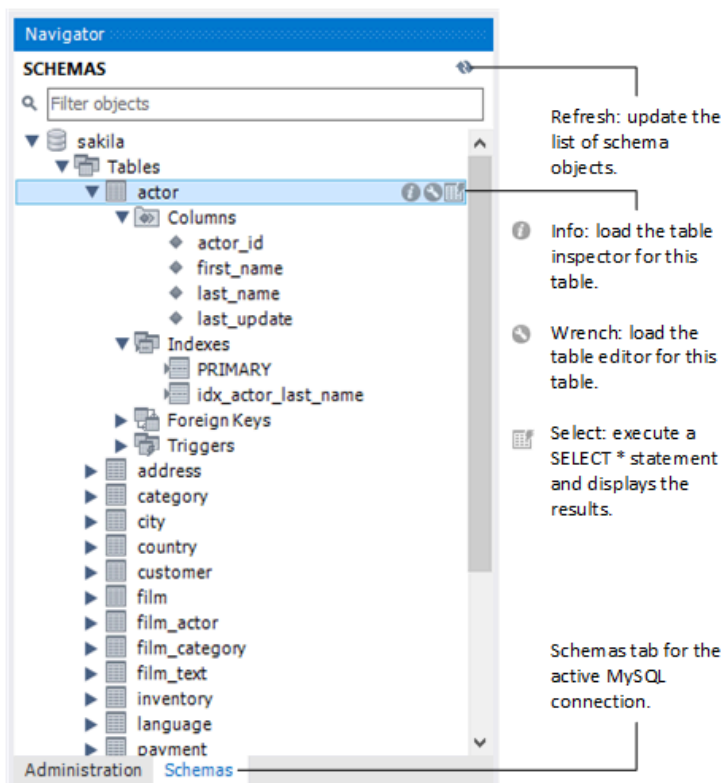 Navigator
SCHEMAS
Filter objects
sakila
Tables
actor
Columns
actor_id
first_name
last_name
last_update
Indexes
PRIMARY
idx_actor_last_name
Foreign Keys
Triggers
address
category
city
country
customer
film
film_actor
film_category
film_text
inventory
language
payment
Administration Schemas
Refresh: update the
list of schema
objects.
Info: load the table
inspector for this
table.
Wrench: load the
table editor for this
table.
Select: execute a
SELECT * statement
and displays the
results.
Schemas tab for the
active MySQL
connection.